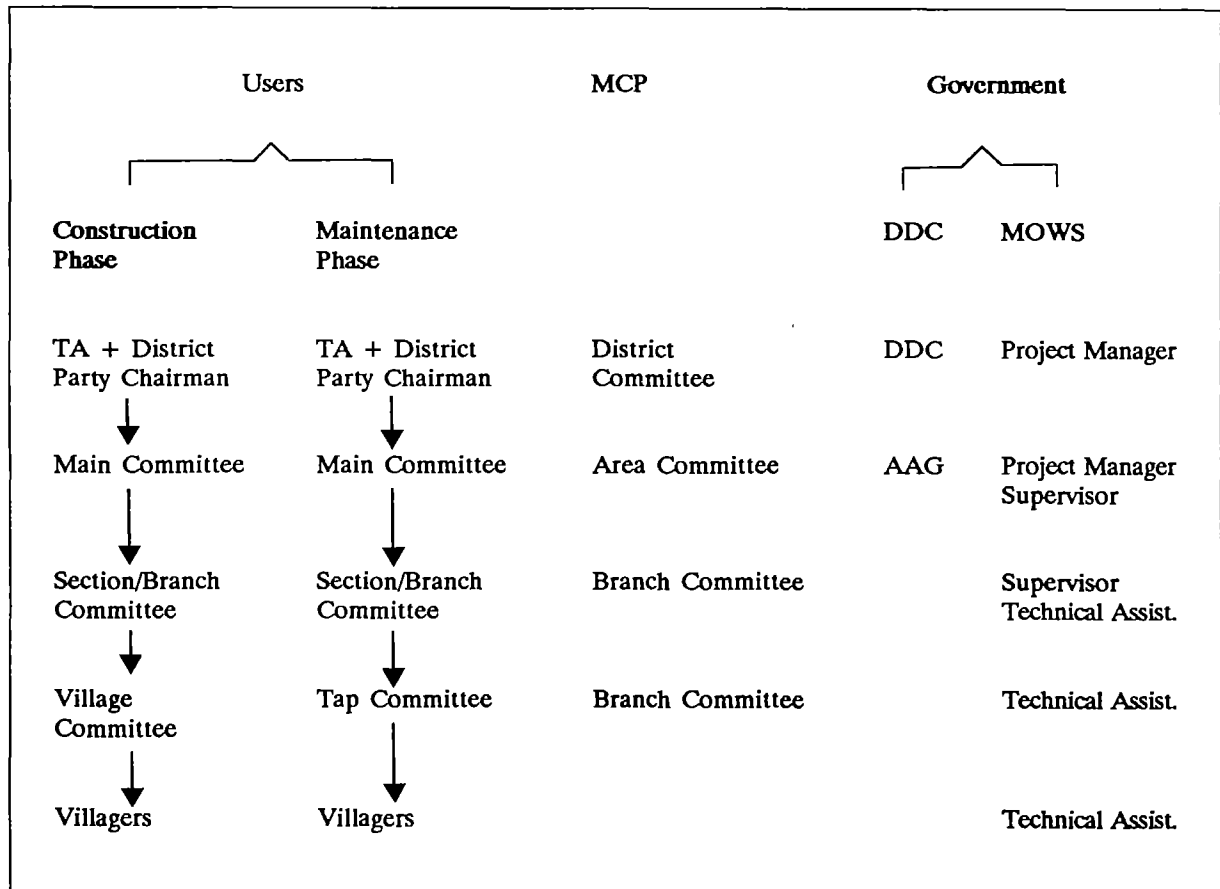 Users MCP Government
Construction Phase Maintenance Phase DDC MOWS
TA + District Party Chairman TA + District Party Chairman District Committee DDC Project Manager
Main Committee Main Committee Area Committee AAG Project Manager Supervisor
Section/Branch Committee Section/Branch Committee Branch Committee Supervisor Technical Assist.
Village Committee Tap Committee Branch Committee Technical Assist.
Villagers Villagers Technical Assist.